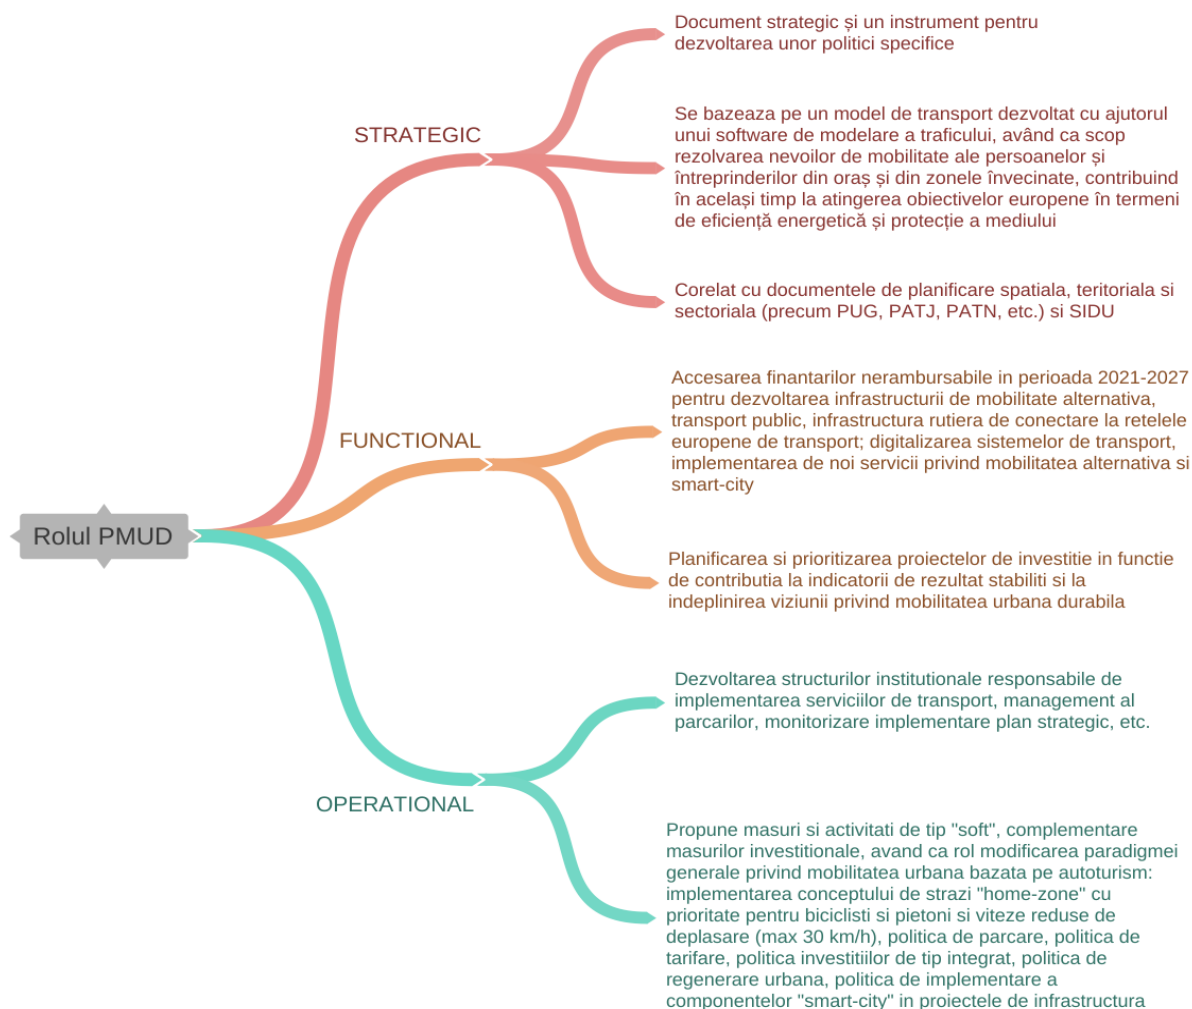 Document strategic și un instrument pentru
dezvoltarea unor politici specifice
STRATEGIC
Se bazeaza pe un model de transport dezvoltat cu ajutorul
unui software de modelare a traficului, având ca scop
rezolvarea nevoilor de mobilitate ale persoanelor și
întreprinderilor din oraș și din zonele învecinate, contribuind
în același timp la atingerea obiectivelor europene în termeni
de eficiență energetică și protecție a mediului
Corelat cu documentele de planificare spatiala, teritoriala si
sectoriala (precum PUG, PATJ, PATN, etc.) si SIDU
FUNCTIONAL
Accesarea finantarilor nerambursabile in perioada 2021-2027
pentru dezvoltarea infrastructurii de mobilitate alternativa,
transport public, infrastructura rutiera de conectare la retelele
europene de transport; digitalizarea sistemelor de transport,
implementarea de noi servicii privind mobilitatea alternativa si
smart-city
Rolul PMUD
Planificarea si prioritizarea proiectelor de investitie in functie
de contributia la indicatorii de rezultat stabiliti si la
indeplinirea viziunii privind mobilitatea urbana durabila
OPERATIONAL
Dezvoltarea structurilor institutionale responsabile de
implementarea serviciilor de transport, management al
parcarilor, monitorizare implementare plan strategic, etc.
Propune masuri si activitati de tip "soft", complementare
masurilor investitionale, avand ca rol modificarea paradigmei
generale privind mobilitatea urbana bazata pe autoturism:
implementarea conceptului de strazi "home-zone" cu
prioritate pentru biciclisti si pietoni si viteze reduse de
deplasare (max 30 km/h), politica de parcare, politica de
tarifare, politica investitiilor de tip integrat, politica de
regenerare urbana, politica de implementare a
componentelor "smart-city" in proiectele de infrastructura